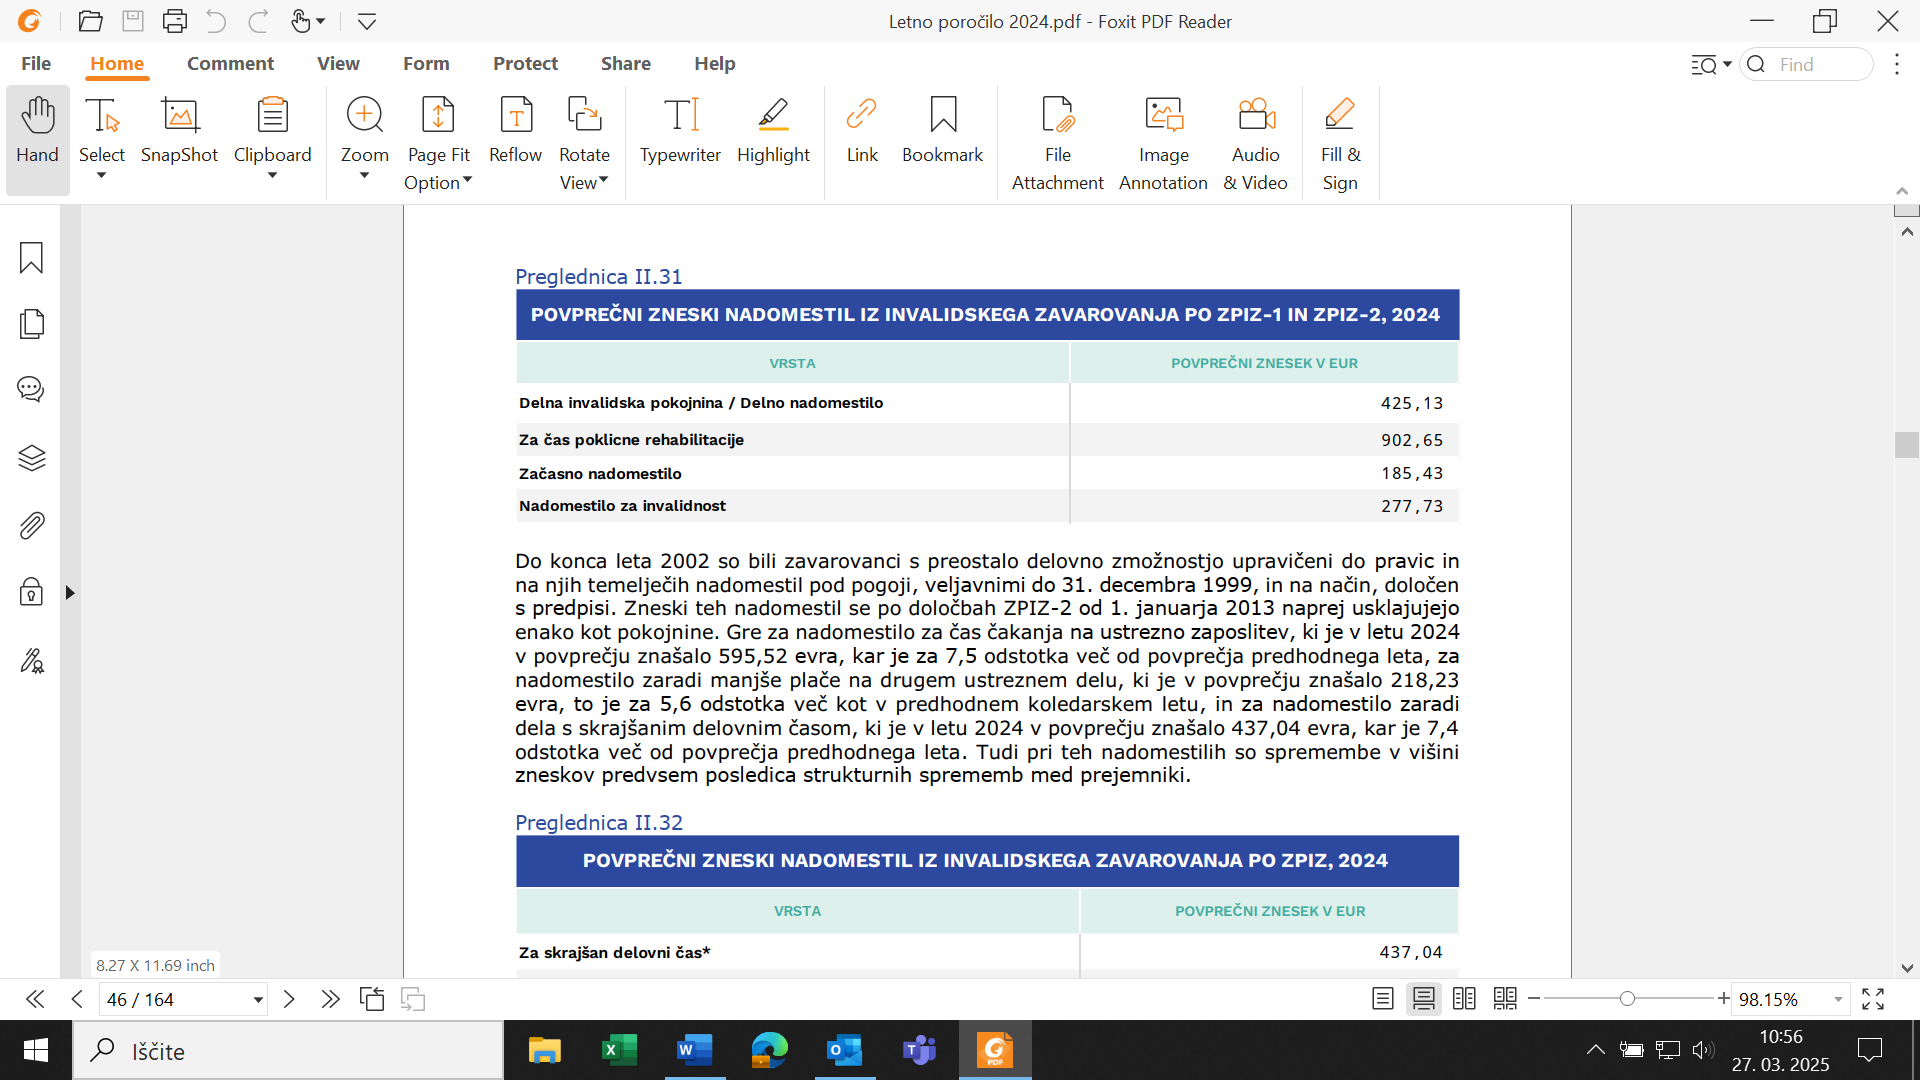 Letno poročilo 2024.pdf - Foxit PDF Reader
File Home Comment View Form Protect Share Help Find
Hand Select SnapShot Clipboard Zoom Page Fit Option Reflow Rotate View Typewriter Highlight Link Bookmark File Attachment Image Annotation Audio & Video Fill & Sign
Preglednica II.31
POVPREČNI ZNESKI NADOMESTIL IZ INVALIDSKEGA ZAVAROVANJA PO ZPIZ-1 IN ZPIZ-2, 2024
VRSTA POVPREČNI ZNESEK V EUR
Delna invalidska pokojnina / Delno nadomestilo 425,13
Za čas poklicne rehabilitacije 902,65
Začasno nadomestilo 185,43
Nadomestilo za invalidnost 277,73
Do konca leta 2002 so bili zavarovanci s preostalo delovno zmožnostjo upravičeni do pravic in
na njih temelječih nadomestil pod pogoji, veljavnimi do 31. decembra 1999, in na način, določen
s predpisi. Zneski teh nadomestil se po določbah ZPIZ-2 od 1. januarja 2013 naprej usklajujejo
enako kot pokojnine. Gre za nadomestilo za čas čakanja na ustrezno zaposlitev, ki je v letu 2024
v povprečju znašalo 595,52 evra, kar je za 7,5 odstotka več od povprečja predhodnega leta, za
nadomestilo zaradi manjše plače na drugem ustreznem delu, ki je v povprečju znašalo 218,23
evra, to je za 5,6 odstotka več kot v predhodnem koledarskem letu, in za nadomestilo zaradi
dela s skrajšanim delovnim časom, ki je v letu 2024 v povprečju znašalo 437,04 evra, kar je 7,4
odstotka več od povprečja predhodnega leta. Tudi pri teh nadomestilih so spremembe v višini
zneskov predvsem posledica strukturnih sprememb med prejemniki.
Preglednica II.32
POVPREČNI ZNESKI NADOMESTIL IZ INVALIDSKEGA ZAVAROVANJA PO ZPIZ, 2024
VRSTA POVPREČNI ZNESEK V EUR
Za skrajšan delovni čas* 437,04
8.27 X 11.69 inch
46 / 164 98.15%
Iščite
10:56
27. 03. 2025